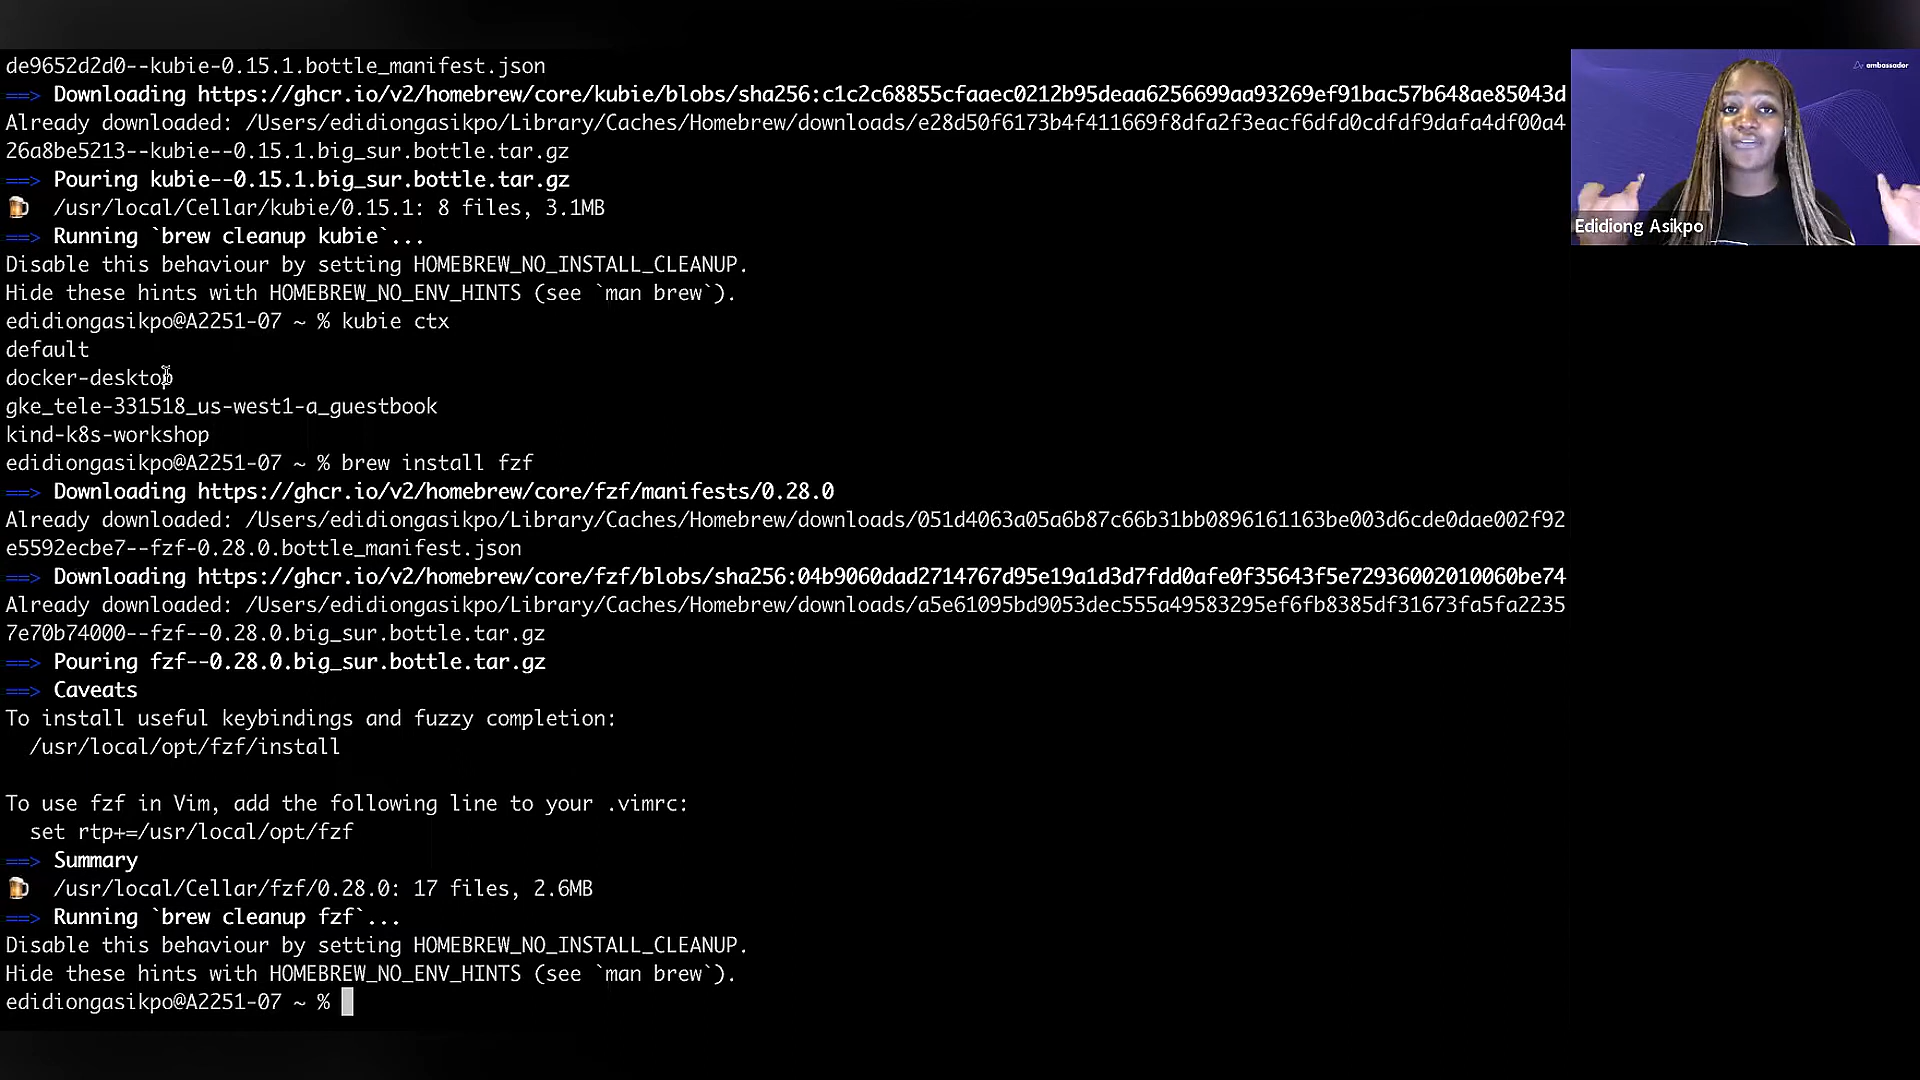 de9652d2d0--kubie-0.15.1.bottle_manifest.json
==> Downloading https://ghcr.io/v2/homebrew/core/kubie/blobs/sha256:c1c2c68855cfaaec0212b95deaa6256699aa93269ef91bac57b648ae85043d
Already downloaded: /Users/edidiongasikpo/Library/Caches/Homebrew/downloads/e28d50f6173b4f411669f8dfa2f3eacf6dfd0cdfdf9dafa4df00a4
26a8be5213--kubie--0.15.1.big_sur.bottle.tar.gz
==> Pouring kubie--0.15.1.big_sur.bottle.tar.gz
/usr/local/Cellar/kubie/0.15.1: 8 files, 3.1MB
==> Running `brew cleanup kubie`...
Disable this behaviour by setting HOMEBREW_NO_INSTALL_CLEANUP.
Hide these hints with HOMEBREW_NO_ENV_HINTS (see `man brew`).
edidiongasikpo@A2251-07 ~ % kubie ctx
default
docker-desktop
gke_tele-331518_us-west1-a_guestbook
kind-k8s-workshop
edidiongasikpo@A2251-07 ~ % brew install fzf
==> Downloading https://ghcr.io/v2/homebrew/core/fzf/manifests/0.28.0
Already downloaded: /Users/edidiongasikpo/Library/Caches/Homebrew/downloads/051d4063a05a6b87c66b31bb0896161163be003d6cde0dae002f92
e5592ecbe7--fzf-0.28.0.bottle_manifest.json
==> Downloading https://ghcr.io/v2/homebrew/core/fzf/blobs/sha256:04b9060dad2714767d95e19a1d3d7fdd0afe0f35643f5e72936002010060be74
Already downloaded: /Users/edidiongasikpo/Library/Caches/Homebrew/downloads/a5e61095bd9053dec555a49583295ef6fb8385df31673fa5fa2235
7e70b74000--fzf--0.28.0.big_sur.bottle.tar.gz
==> Pouring fzf--0.28.0.big_sur.bottle.tar.gz
==> Caveats
To install useful keybindings and fuzzy completion:
/usr/local/opt/fzf/install
To use fzf in Vim, add the following line to your .vimrc:
set rtp+=/usr/local/opt/fzf
==> Summary
/usr/local/Cellar/fzf/0.28.0: 17 files, 2.6MB
==> Running `brew cleanup fzf`...
Disable this behaviour by setting HOMEBREW_NO_INSTALL_CLEANUP.
Hide these hints with HOMEBREW_NO_ENV_HINTS (see `man brew`).
edidiongasikpo@A2251-07 ~ %
ambassador
Edidiong Asikpo